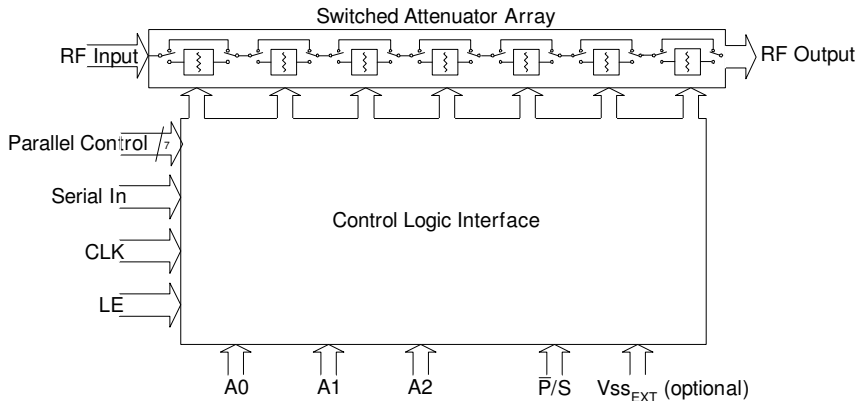 Switched Attenuator Array
RF Input
RF Output
Parallel Control
7
Serial In
Control Logic Interface
CLK
LE
A0
A1
A2
P̅/S
VssEXT (optional)